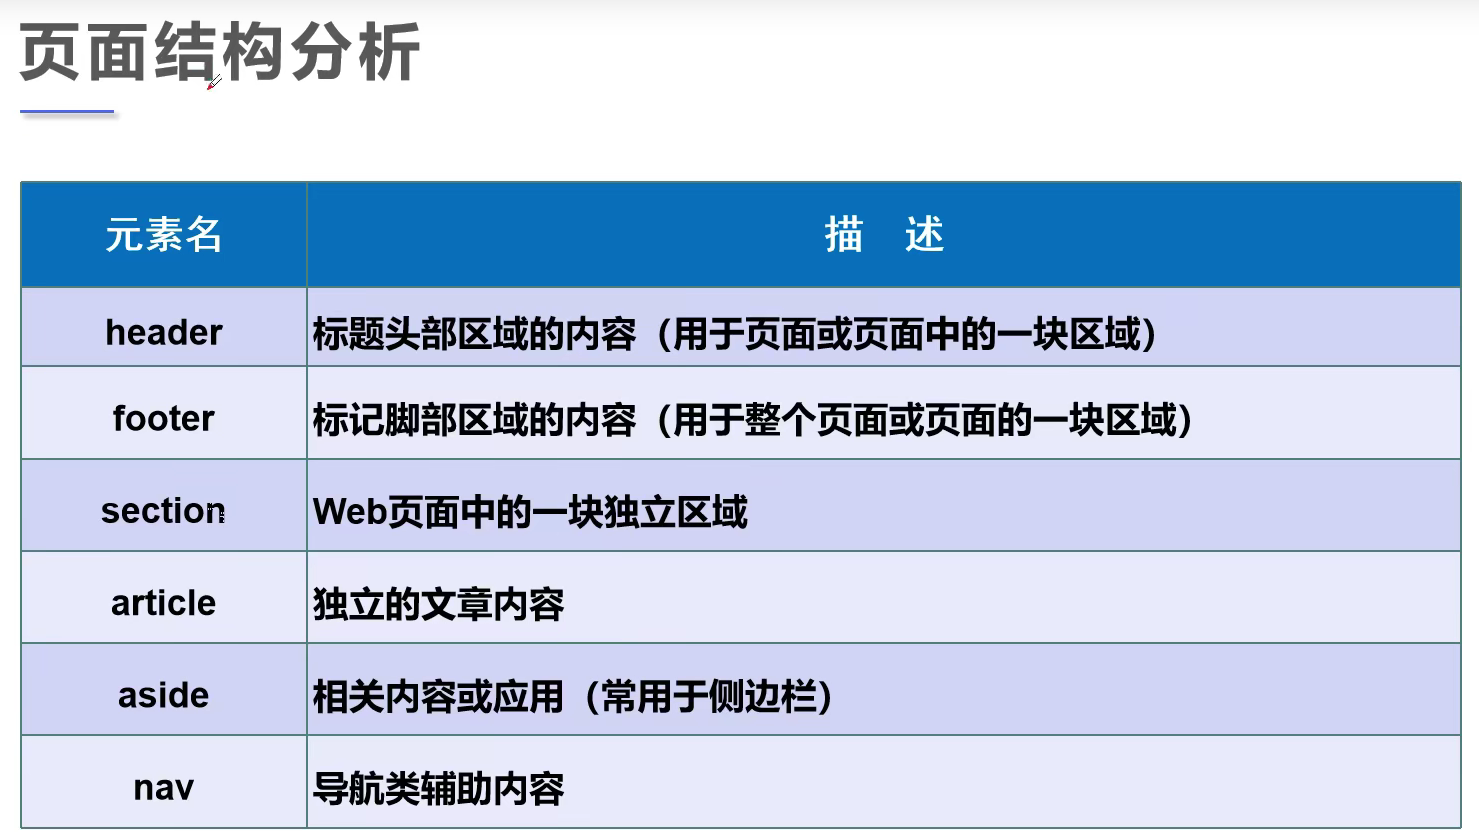 页面结构分析
元素名 描 述
header 标题头部区域的内容（用于页面或页面中的一块区域）
footer 标记脚部区域的内容（用于整个页面或页面的一块区域）
section Web页面中的一块独立区域
article 独立的文章内容
aside 相关内容或应用（常用于侧边栏）
nav 导航类辅助内容